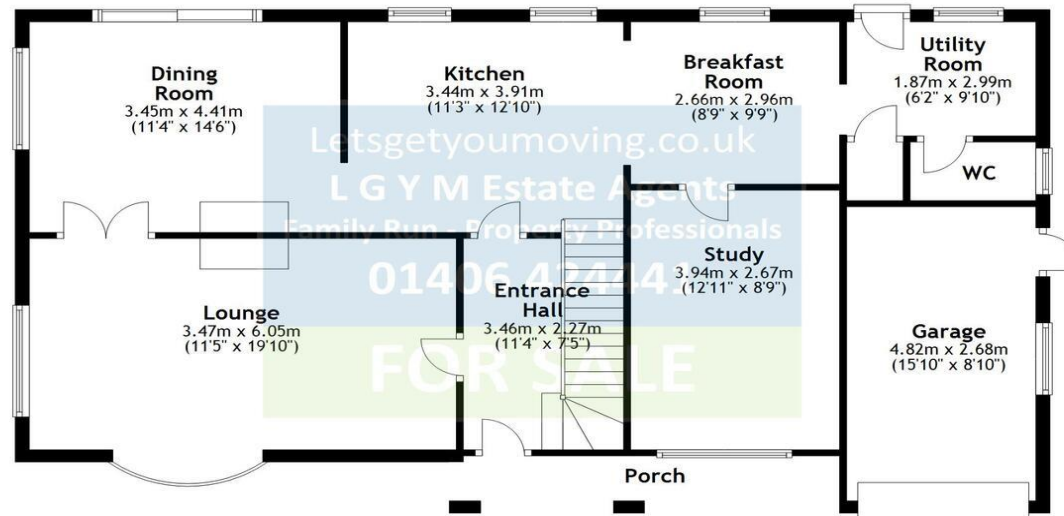 Dining
Room
3.45m x 4.41m
(11'4" x 14'6")
Kitchen
3.44m x 3.91m
(11'3" x 12'10")
Breakfast
Room
2.66m x 2.96m
(8'9" x 9'9")
Utility
Room
1.87m x 2.99m
(6'2" x 9'10")
WC
Letsgetyoumoving.co.uk
L G Y M Estate Agents
Family Run - Property Professionals
01406 424441
FOR SALE
Lounge
3.47m x 6.05m
(11'5" x 19'10")
Entrance
Hall
3.46m x 2.27m
(11'4" x 7'5")
Study
3.94m x 2.67m
(12'11" x 8'9")
Garage
4.82m x 2.68m
(15'10" x 8'10")
Porch